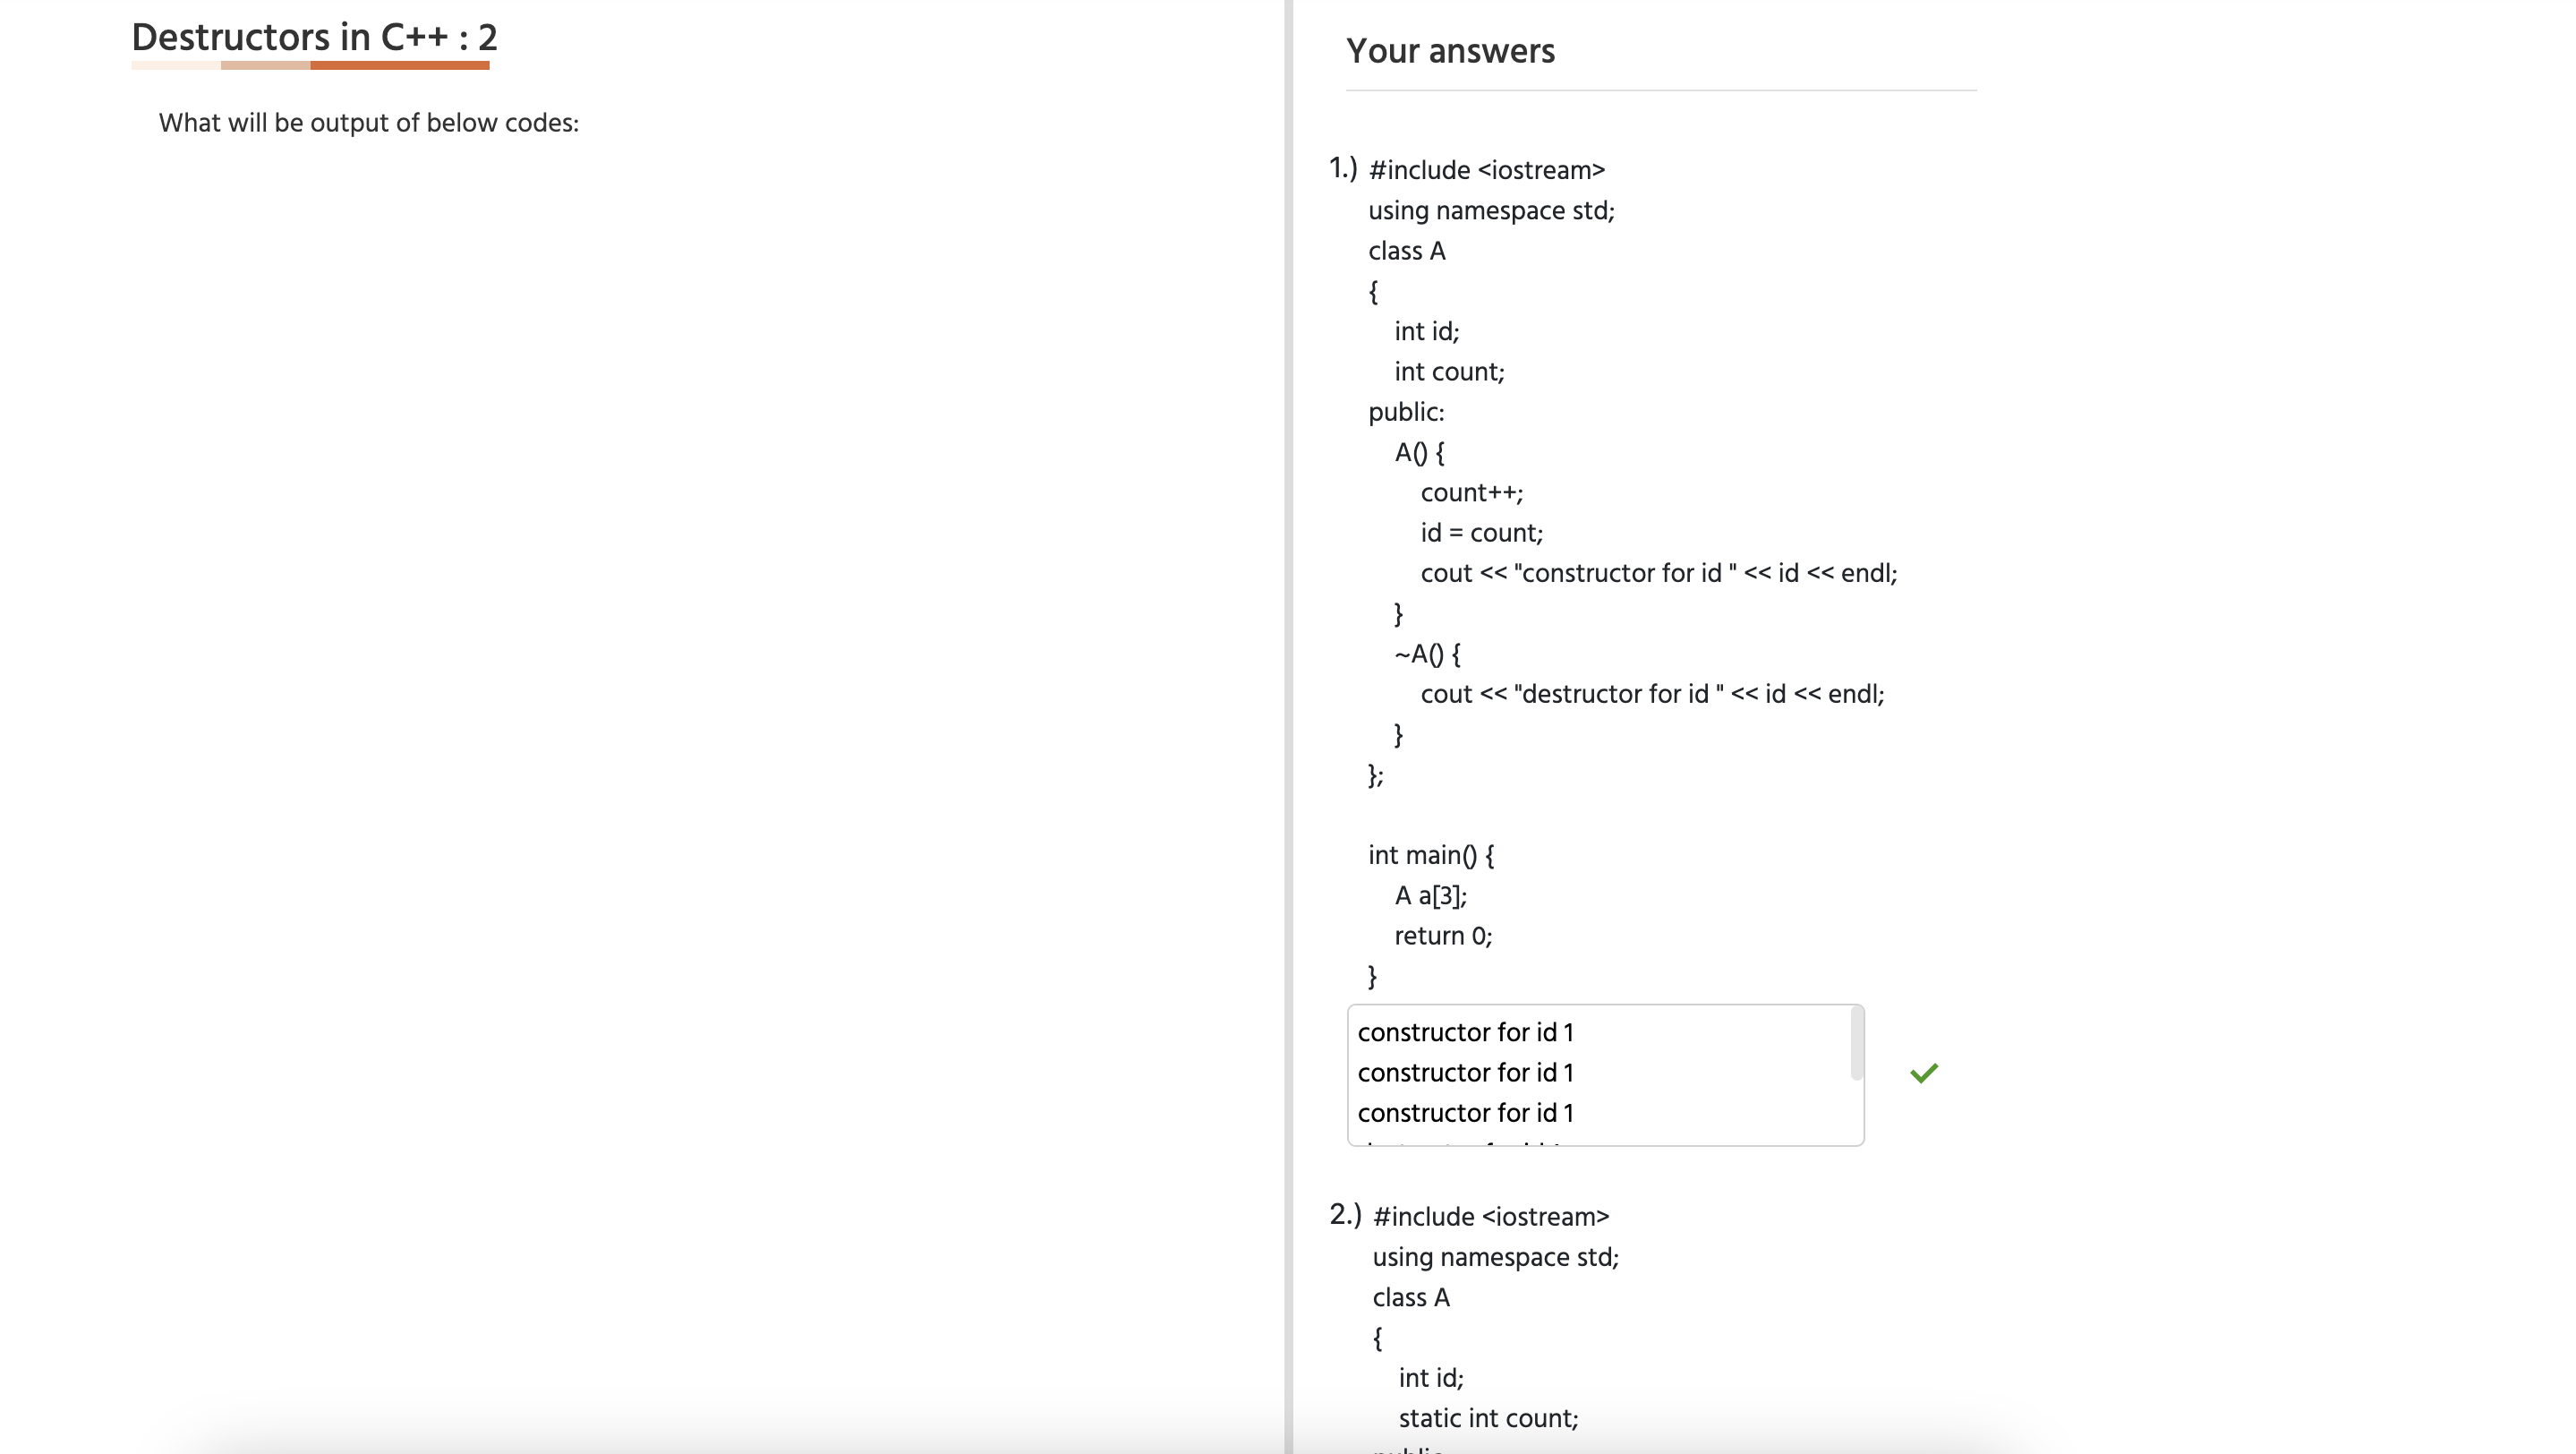 Destructors in C++ : 2
What will be output of below codes:
Your answers
1.) #include <iostream>
using namespace std;
class A
{
int id;
int count;
public:
A() {
count++;
id = count;
cout << "constructor for id " << id << endl;
}
~A() {
cout << "destructor for id " << id << endl;
}
};
int main() {
A a[3];
return 0;
}
constructor for id 1
constructor for id 1
constructor for id 1
2.) #include <iostream>
using namespace std;
class A
{
int id;
static int count;